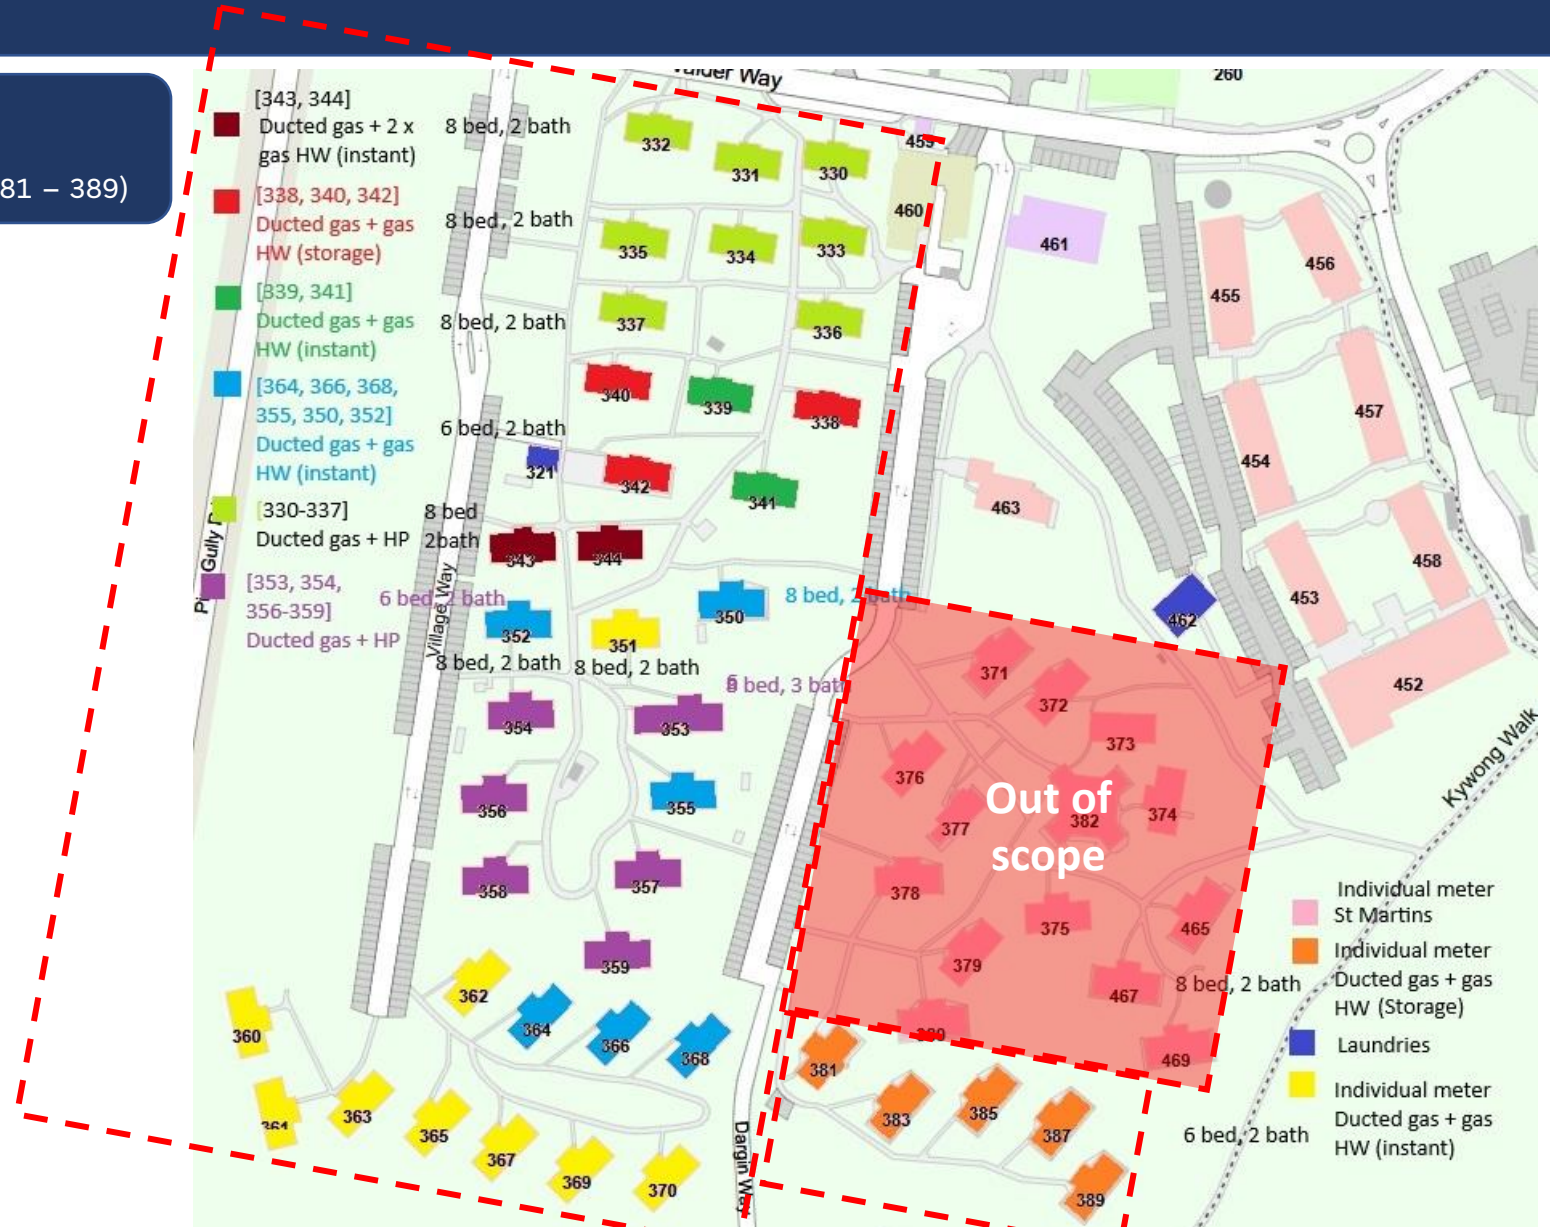 81 – 389)
[343, 344]
Ducted gas + 2 x
gas HW (instant)
8 bed, 2 bath
[338, 340, 342]
Ducted gas + gas
HW (storage)
8 bed, 2 bath
[339, 341]
Ducted gas + gas
HW (instant)
8 bed, 2 bath
[364, 366, 368,
355, 350, 352]
Ducted gas + gas
HW (instant)
6 bed, 2 bath
[330-337]
Ducted gas + HP
8 bed
2bath
[353, 354,
356-359]
Ducted gas + HP
6 bed, 2 bath
Gully
Village Way
Way
260
332
331
330
459
460
461
335
334
333
337
336
340
339
338
321
342
341
343
344
352
351
350
8 bed, 2 bath
8 bed, 2 bath
8 bed, 2 bath
bed, 3 bath
354
353
356
355
358
357
359
362
360
364
366
368
361
363
365
367
369
370
Dargin Way
455
456
457
454
463
458
453
462
452
Kywong Walk
371
372
373
376
377
382
374
Out of
scope
378
375
465
379
467
380
469
381
383
385
387
389
Individual meter
St Martins
Individual meter
Ducted gas + gas
HW (Storage)
8 bed, 2 bath
Laundries
Individual meter
Ducted gas + gas
HW (instant)
6 bed, 2 bath